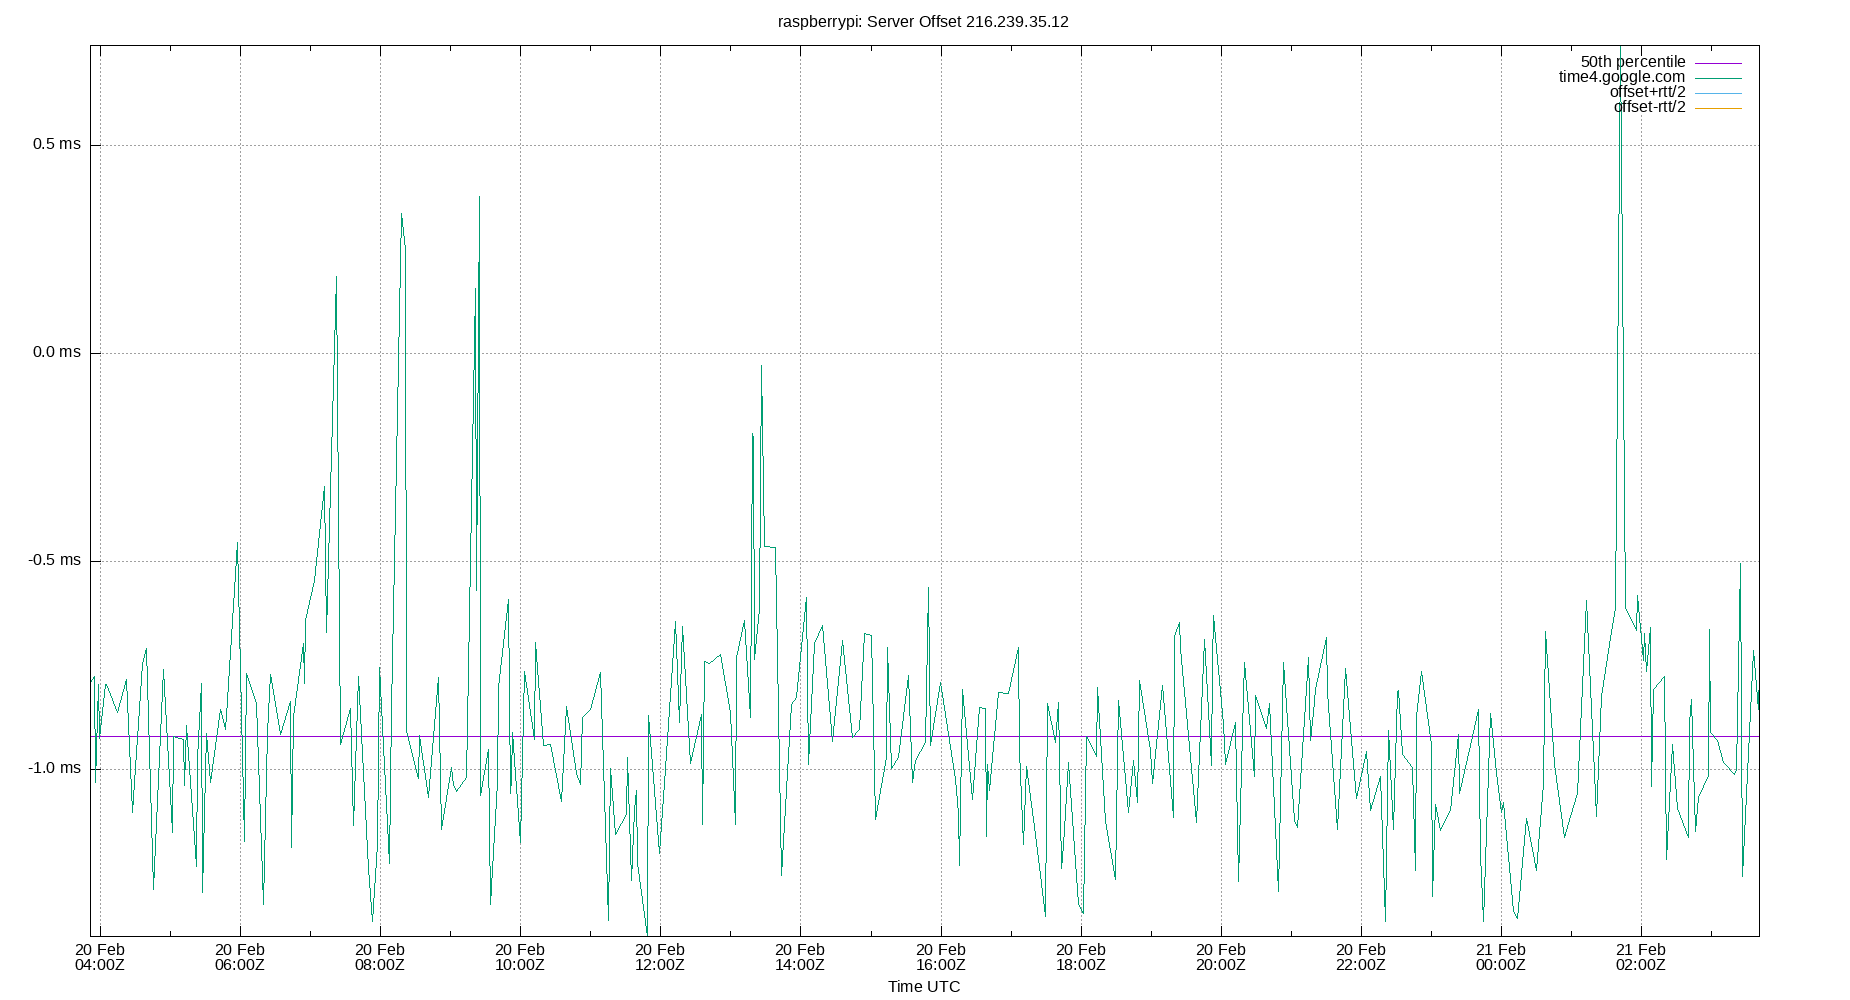 raspberrypi: Server Offset 216.239.35.12
50th percentile
time4.google.com
offset+rtt/2
offset-rtt/2
0.5 ms
0.0 ms
-0.5 ms
-1.0 ms
20 Feb 20 Feb 20 Feb 20 Feb 20 Feb 20 Feb 20 Feb 20 Feb 20 Feb 20 Feb 21 Feb 21 Feb
04:00Z 06:00Z 08:00Z 10:00Z 12:00Z 14:00Z 16:00Z 18:00Z 20:00Z 22:00Z 00:00Z 02:00Z
Time UTC